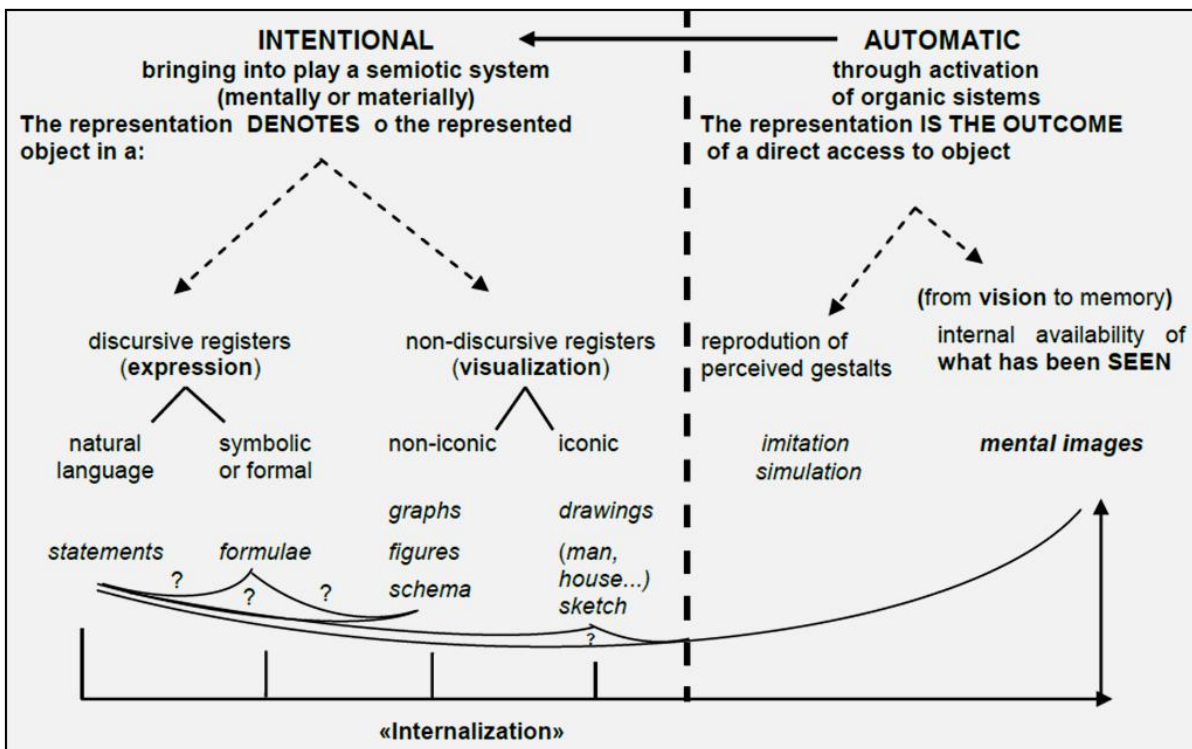 INTENTIONAL
bringing into play a semiotic system
(mentally or materially)
The representation DENOTES o the represented
object in a:
AUTOMATIC
through activation
of organic sistems
The representation IS THE OUTCOME
of a direct access to object
discursive registers
(expression)
non-discursive registers
(visualization)
reprodution of
perceived gestalts
(from vision to memory)
internal availability of
what has been SEEN
natural
language
symbolic
or formal
non-iconic
iconic
imitation
simulation
mental images
statements
formulae
graphs
figures
schema
drawings
(man,
house...)
sketch
?
?
?
?
«Internalization»